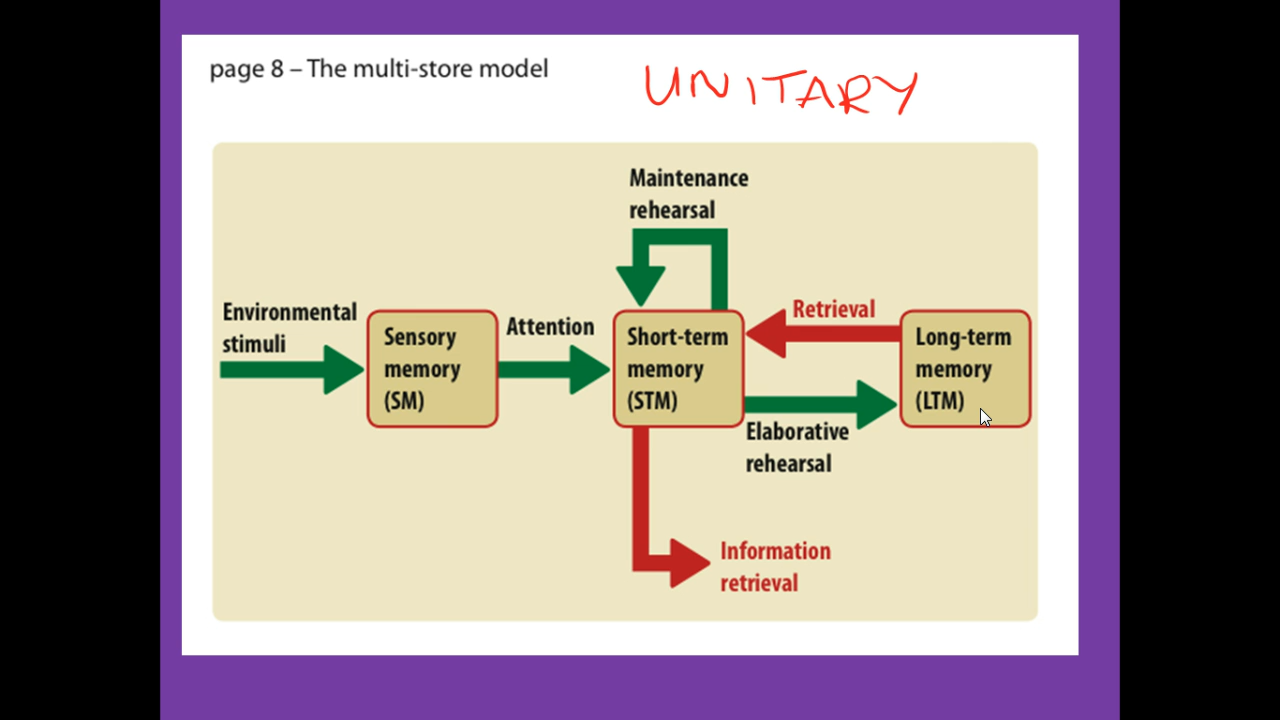 page 8 – The multi-store model
UNITARY
Maintenance
rehearsal
Environmental
stimuli
Sensory
memory
(SM)
Attention
Short-term
memory
(STM)
Retrieval
Long-term
memory
(LTM)
Elaborative
rehearsal
Information
retrieval